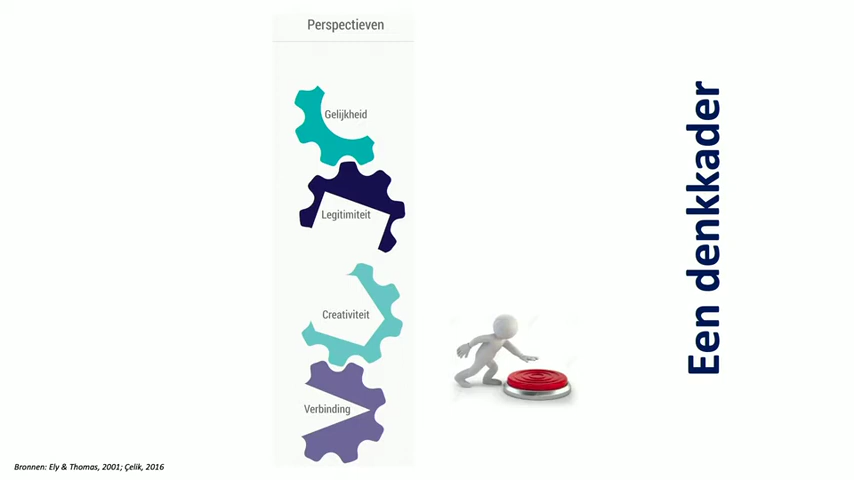 Perspectieven
Gelijkheid
Legitimiteit
Creativiteit
Verbinding
Een denkkader
Bronnen: Ely & Thomas, 2001; Çelik, 2016